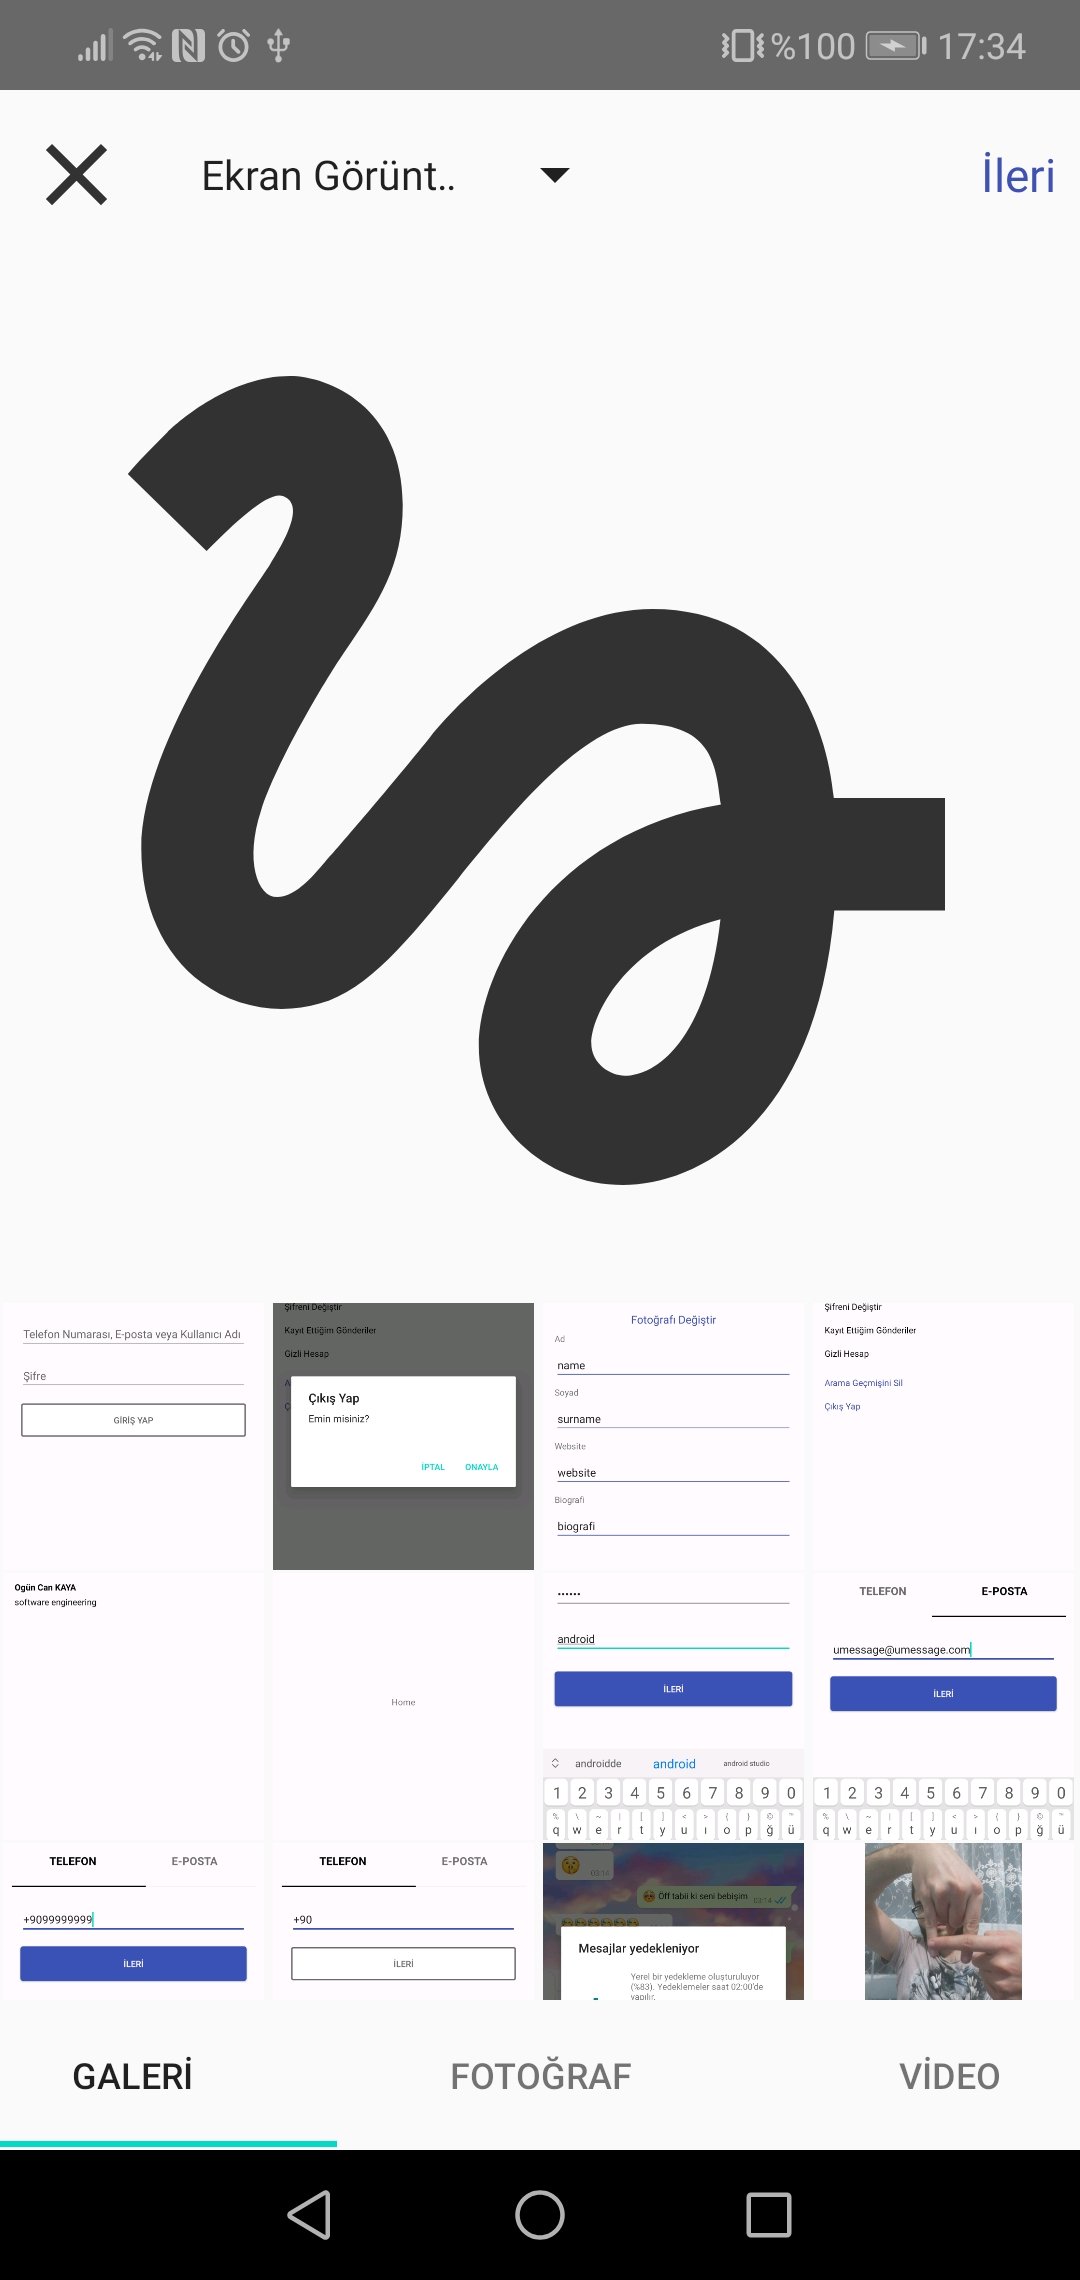 %100 17:34
Ekran Görünt.. İleri
Telefon Numarası, E-posta veya Kullanıcı Adı
Şifre
GİRİŞ YAP
Şifreni Değiştir
Kayıt Ettiğim Gönderiler
Gizli Hesap
Çıkış Yap
Emin misiniz?
İPTAL ONAYLA
Fotoğrafı Değiştir
Ad
name
Soyad
surname
Website
website
Biografi
biografi
Şifreni Değiştir
Kayıt Ettiğim Gönderiler
Gizli Hesap
Arama Geçmişini Sil
Çıkış Yap
Ogün Can KAYA
software engineering
Home
......
android
İLERİ
androidde android android studio
1 2 3 4 5 6 7 8 9 0
q w e r t y u ı o p ğ ü
TELEFON E-POSTA
umessage@umessage.com
İLERİ
1 2 3 4 5 6 7 8 9 0
q w e r t y u ı o p ğ ü
TELEFON E-POSTA
+9099999999
İLERİ
TELEFON E-POSTA
+90
İLERİ
03:14
Öff tabii ki seni bebişim 03:14
Mesajlar yedekleniyor
Yerel bir yedekleme oluşturuluyor
(%83). Yedeklemeler saat 02:00'de
yapılır.
GALERİ FOTOĞRAF VİDEO